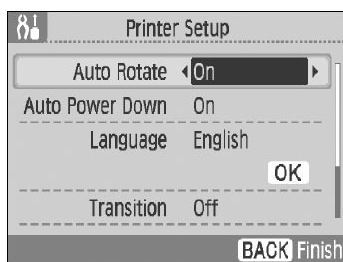 Printer Setup
Auto Rotate On
Auto Power Down On
Language English
OK
Transition Off
BACK Finish